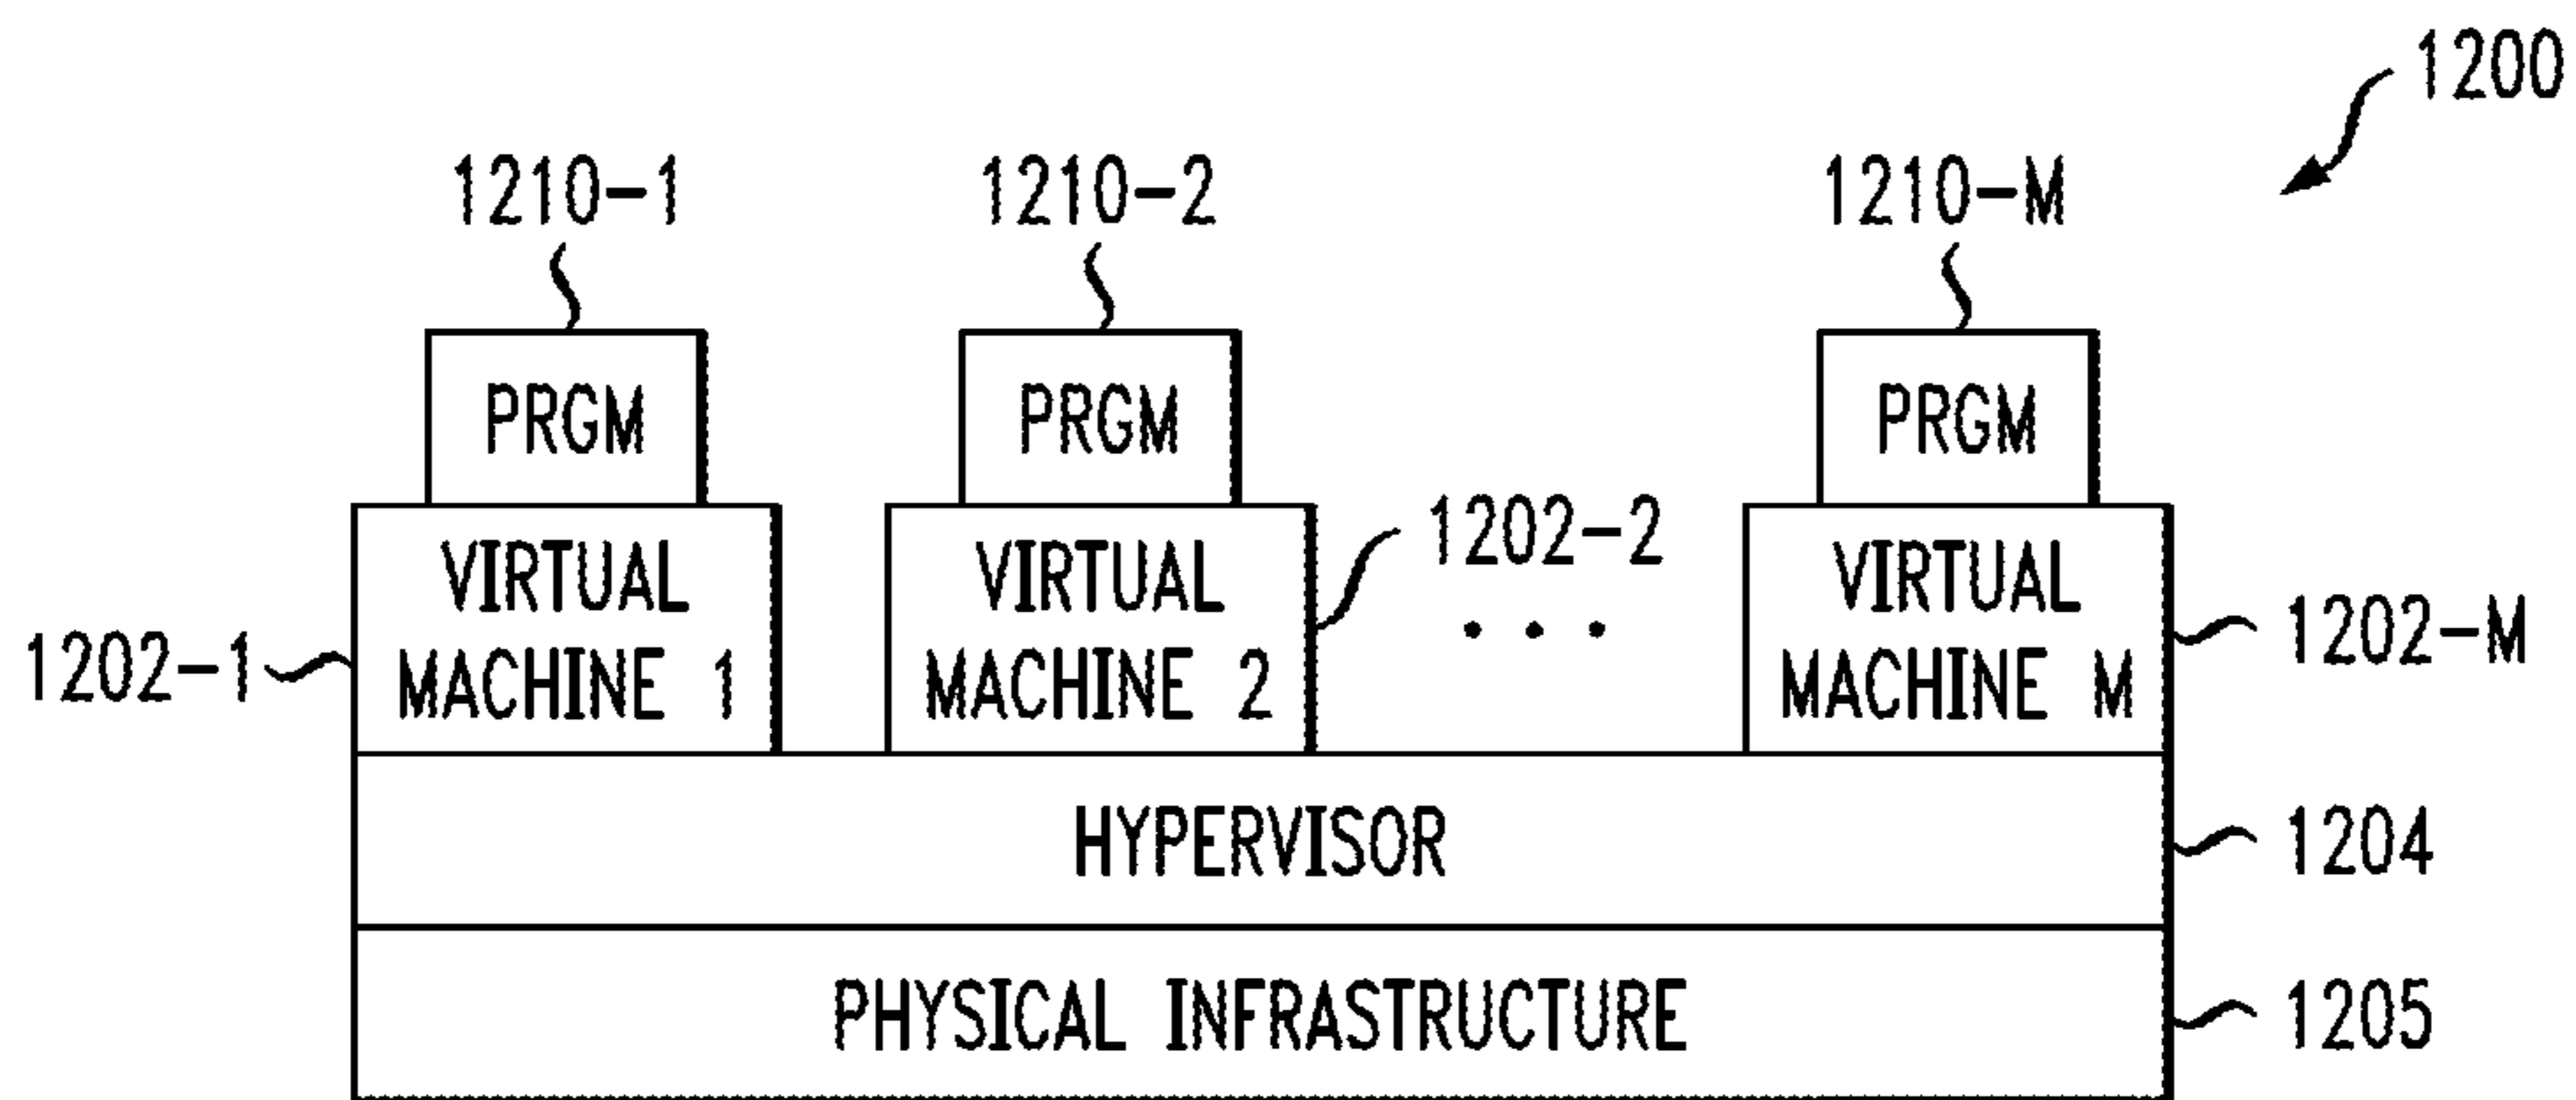 1200
1210-1
1210-2
1210-M
PRGM
PRGM
PRGM
VIRTUAL
MACHINE 1
VIRTUAL
MACHINE 2
VIRTUAL
MACHINE M
1202-1
1202-2
. . .
1202-M
HYPERVISOR
1204
PHYSICAL INFRASTRUCTURE
1205